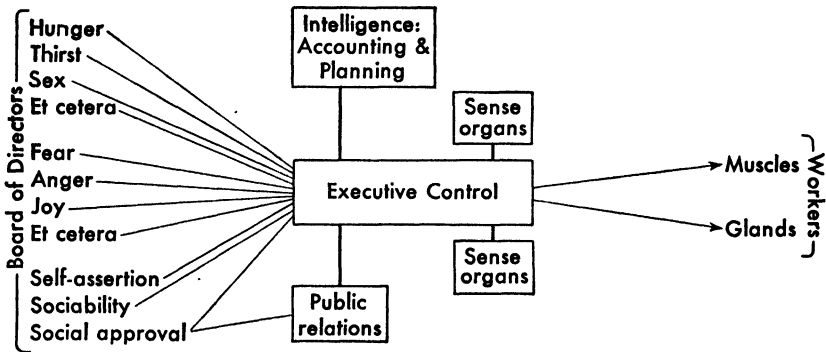 Board of Directors
Hunger
Thirst
Sex
Et cetera
Fear
Anger
Joy
Et cetera
Self-assertion
Sociability
Social approval
Intelligence:
Accounting &
Planning
Sense
organs
Executive Control
Sense
organs
Public
relations
Muscles
Glands
Workers